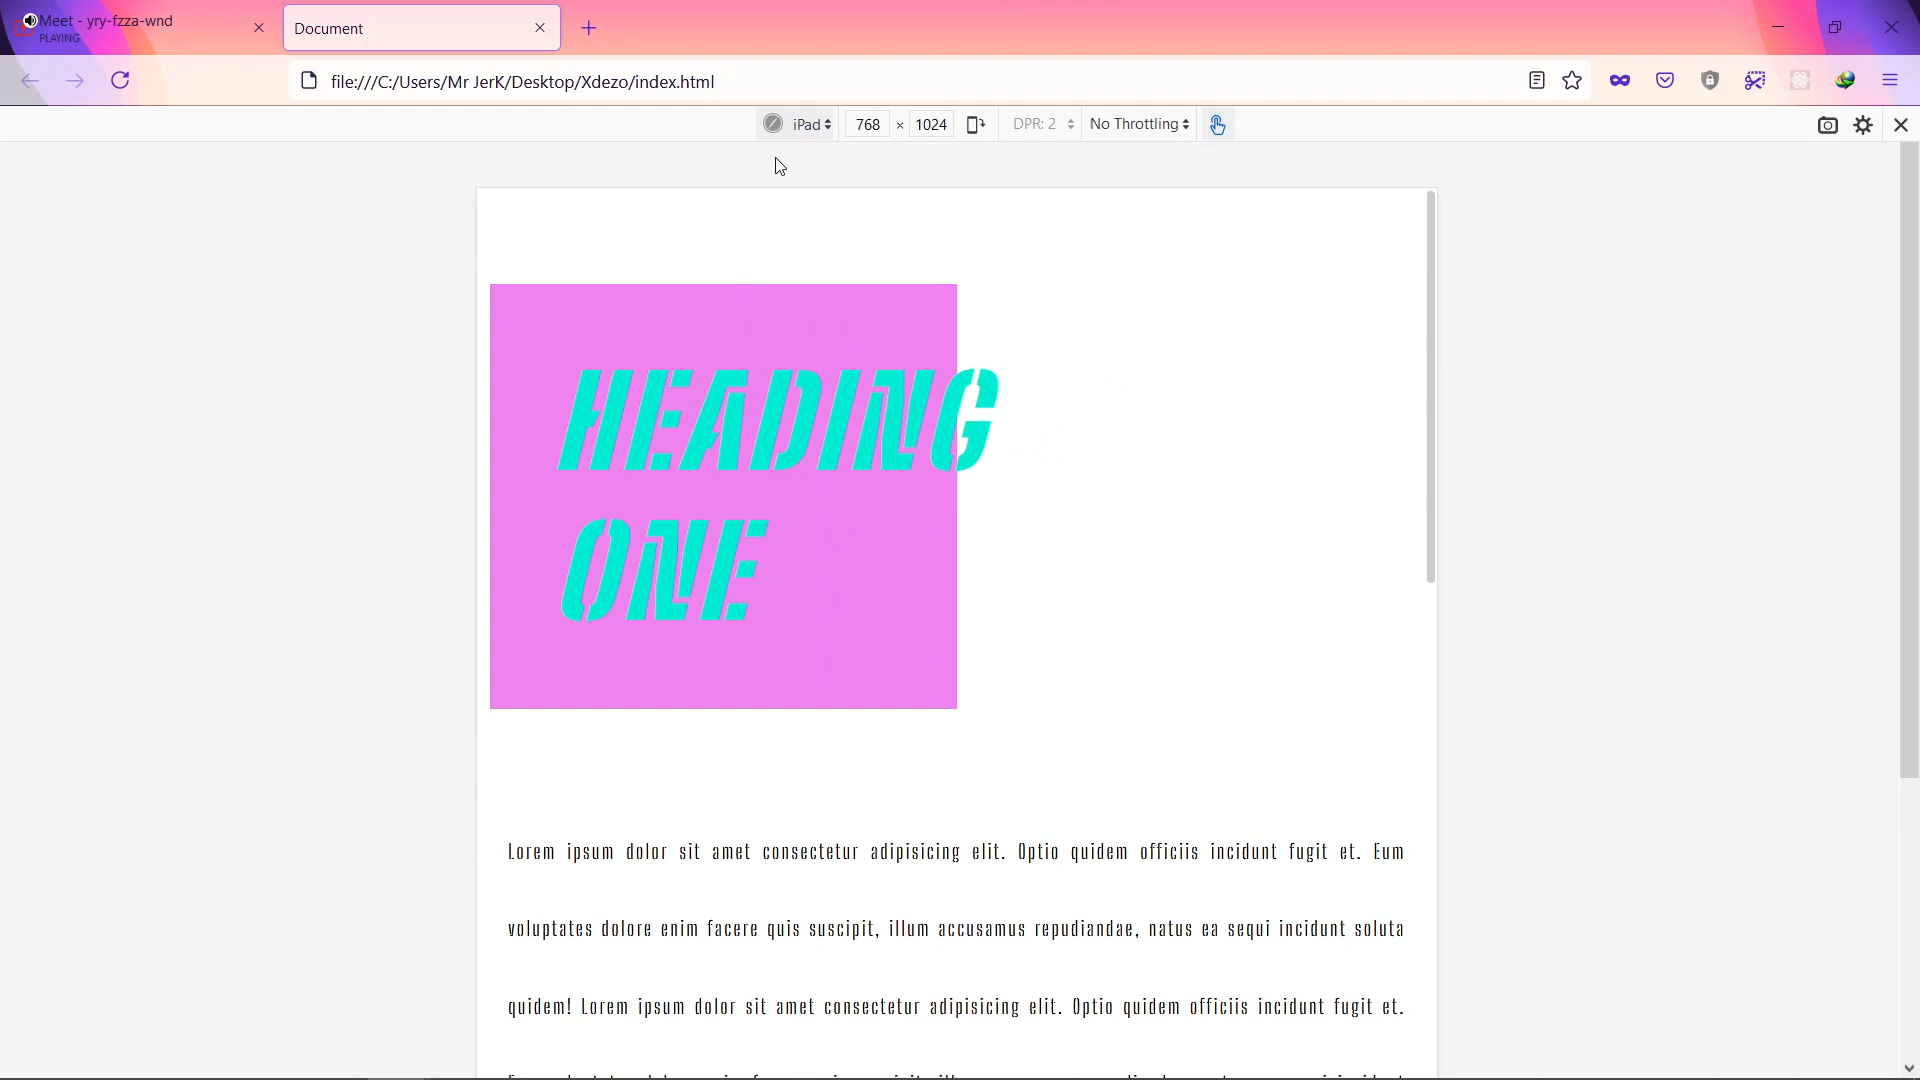 Meet - yry-fzza-wnd
PLAYING
Document
file:///C:/Users/Mr JerK/Desktop/Xdezo/index.html
iPad 768 × 1024 DPR: 2 No Throttling
HEADING
ONE
Lorem ipsum dolor sit amet consectetur adipisicing elit. Optio quidem officiis incidunt fugit et. Eum
voluptates dolore enim facere quis suscipit, illum accusamus repudiandae, natus ea sequi incidunt soluta
quidem! Lorem ipsum dolor sit amet consectetur adipisicing elit. Optio quidem officiis incidunt fugit et.